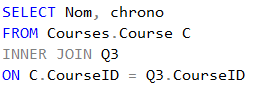 SELECT Nom, chrono
FROM Courses.Course C
INNER JOIN Q3
ON C.CourseID = Q3.CourseID